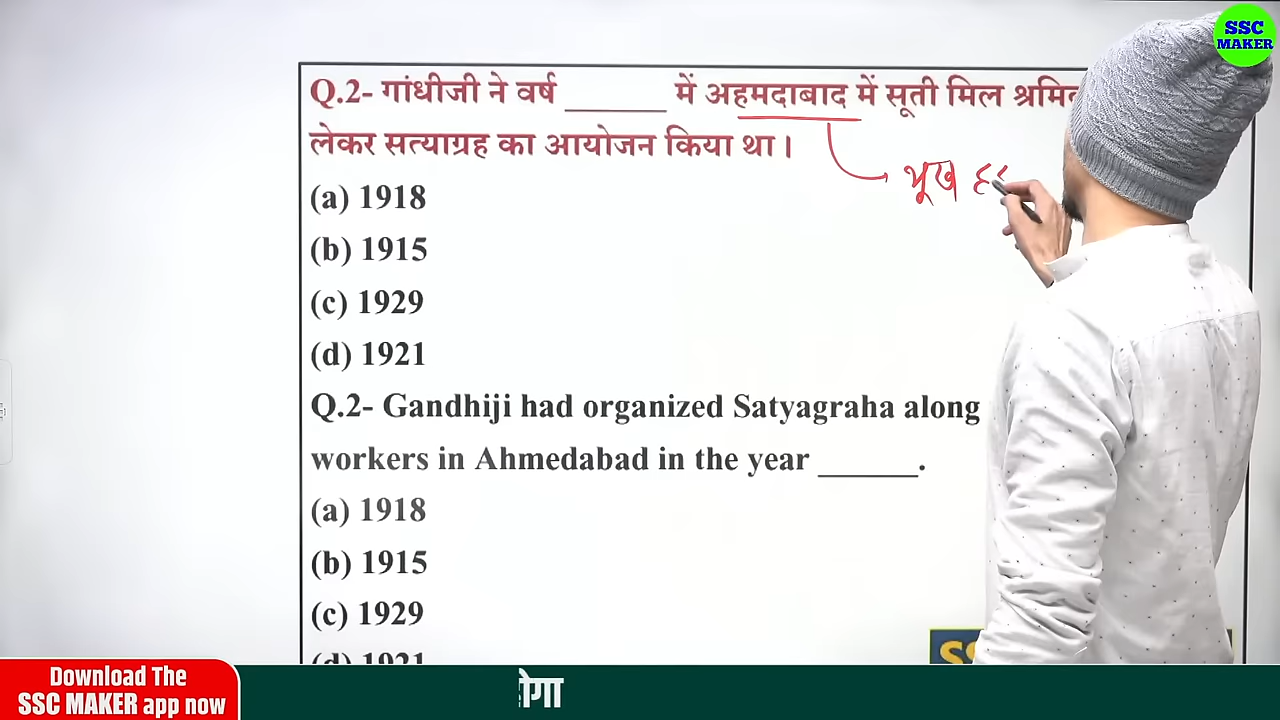 SSC
MAKER
Q.2- गांधीजी ने वर्ष ______ में अहमदाबाद में सूती मिल
लेकर सत्याग्रह का आयोजन किया था।
भूख
(a) 1918
(b) 1915
(c) 1929
(d) 1921
Q.2- Gandhiji had organized Satyagraha along
workers in Ahmedabad in the year ______.
(a) 1918
(b) 1915
(c) 1929
(d) 1921
Download The
SSC MAKER app now